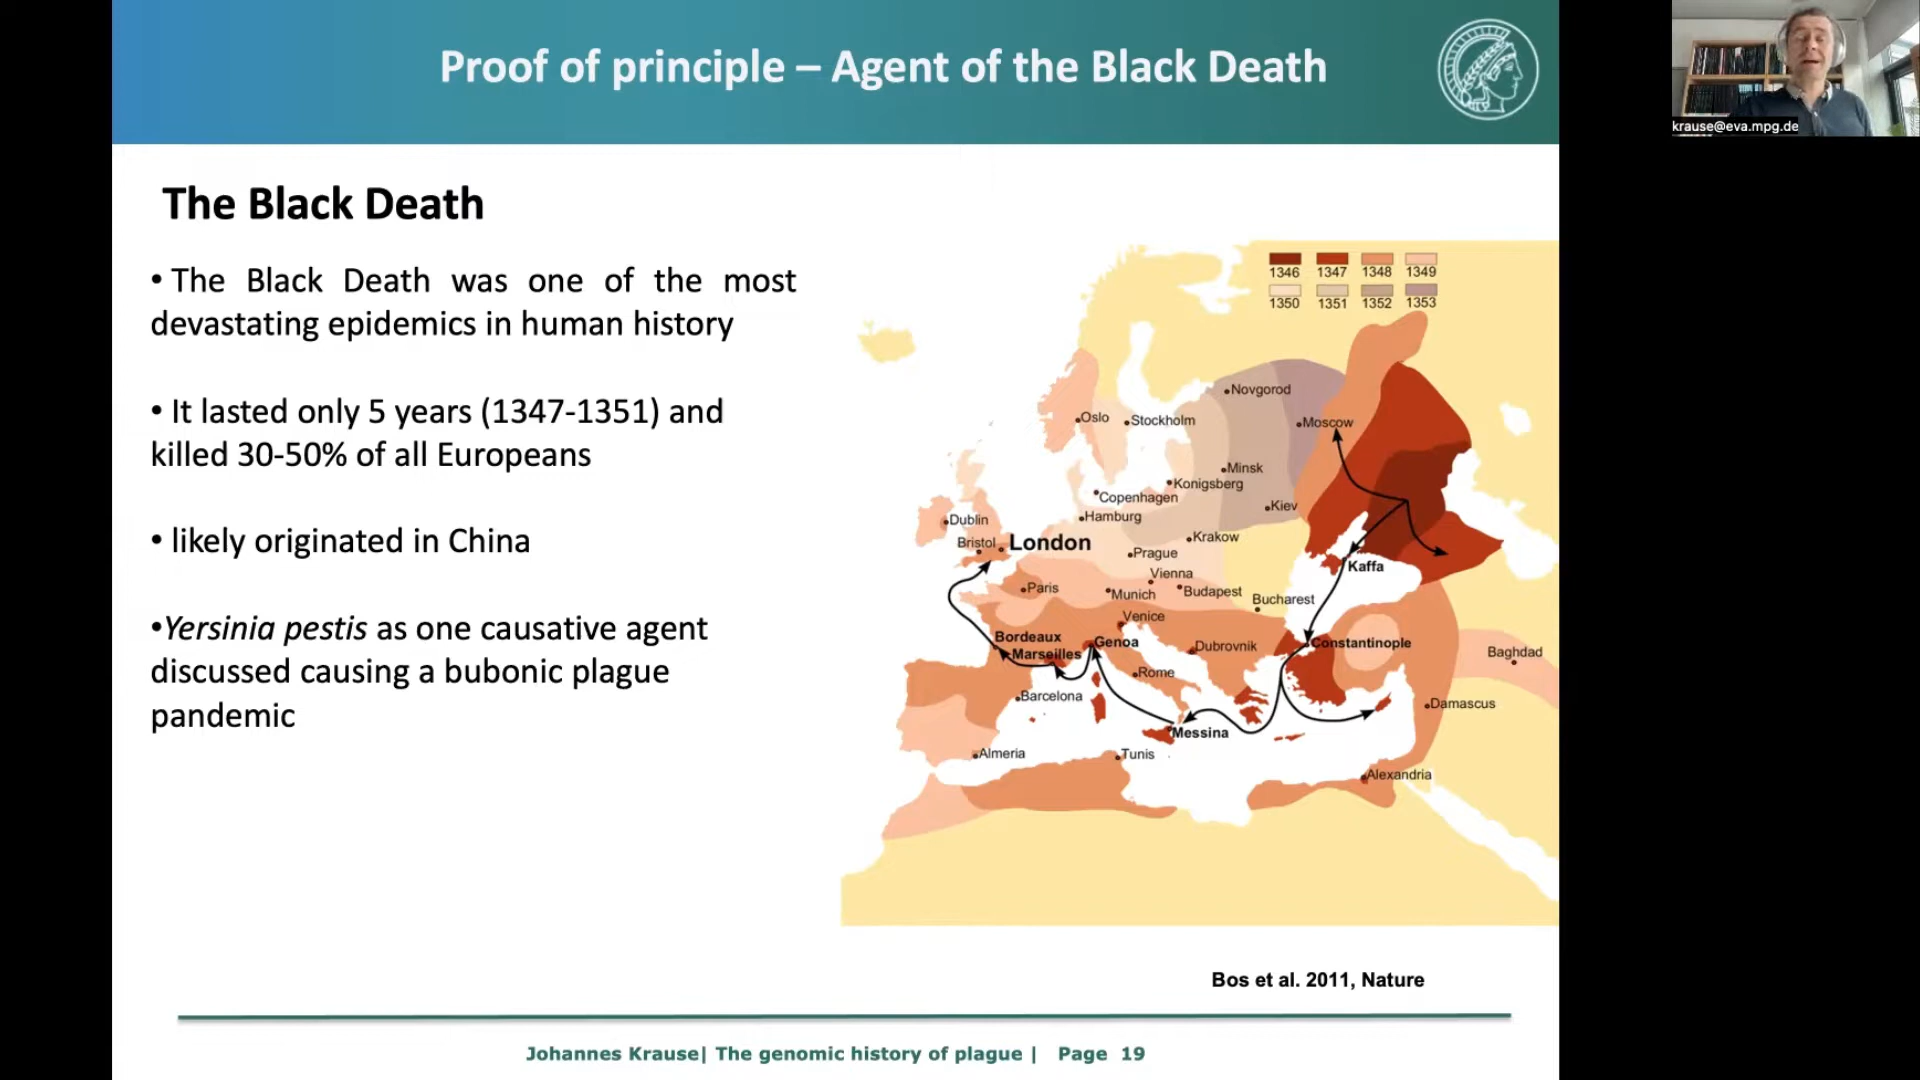 Proof of principle – Agent of the Black Death
krause@eva.mpg.de
The Black Death
• The Black Death was one of the most
devastating epidemics in human history
• It lasted only 5 years (1347-1351) and
killed 30-50% of all Europeans
• likely originated in China
•Yersinia pestis as one causative agent
discussed causing a bubonic plague
pandemic
1346 1347 1348 1349
1350 1351 1352 1353
Novgorod
Oslo
Stockholm
Moscow
Minsk
Konigsberg
Copenhagen
Kiev
Hamburg
Dublin
Bristol
London
Krakow
Prague
Kaffa
Vienna
Paris
Munich
Budapest
Bucharest
Venice
Bordeaux
Genoa
Dubrovnik
Constantinople
Marseilles
Baghdad
Rome
Barcelona
Damascus
Messina
Almeria
Tunis
Alexandria
Bos et al. 2011, Nature
Johannes Krause| The genomic history of plague | Page 19